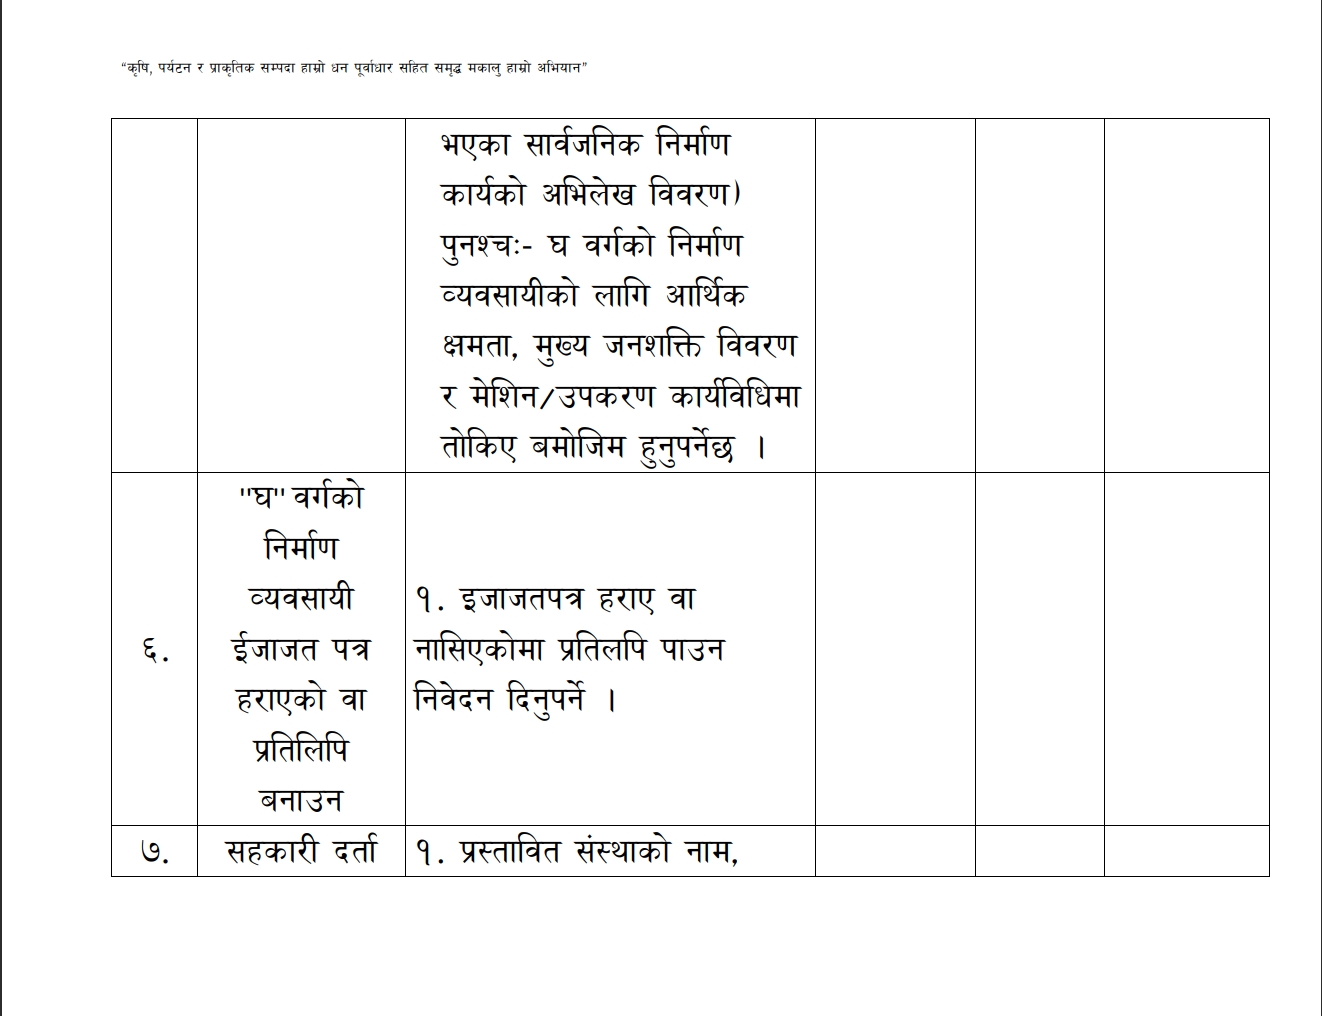 “कृषि, पर्यटन र प्राकृतिक सम्पदा हाम्रो धन पूर्वाधार सहित समृद्ध मकालु हाम्रो अभियान”
भएका सार्वजनिक निर्माण
कार्यको अभिलेख विवरण)
पुनश्चः- घ वर्गको निर्माण
व्यवसायीको लागि आर्थिक
क्षमता, मुख्य जनशक्ति विवरण
र मेशिन/उपकरण कार्यविधिमा
तोकिए बमोजिम हुनुपर्नेछ ।
६.
"घ" वर्गको
निर्माण
व्यवसायी
ईजाजत पत्र
हराएको वा
प्रतिलिपि
बनाउन
१. इजाजतपत्र हराए वा
नासिएकोमा प्रतिलपि पाउन
निवेदन दिनुपर्ने ।
७.
सहकारी दर्ता
१. प्रस्तावित संस्थाको नाम,